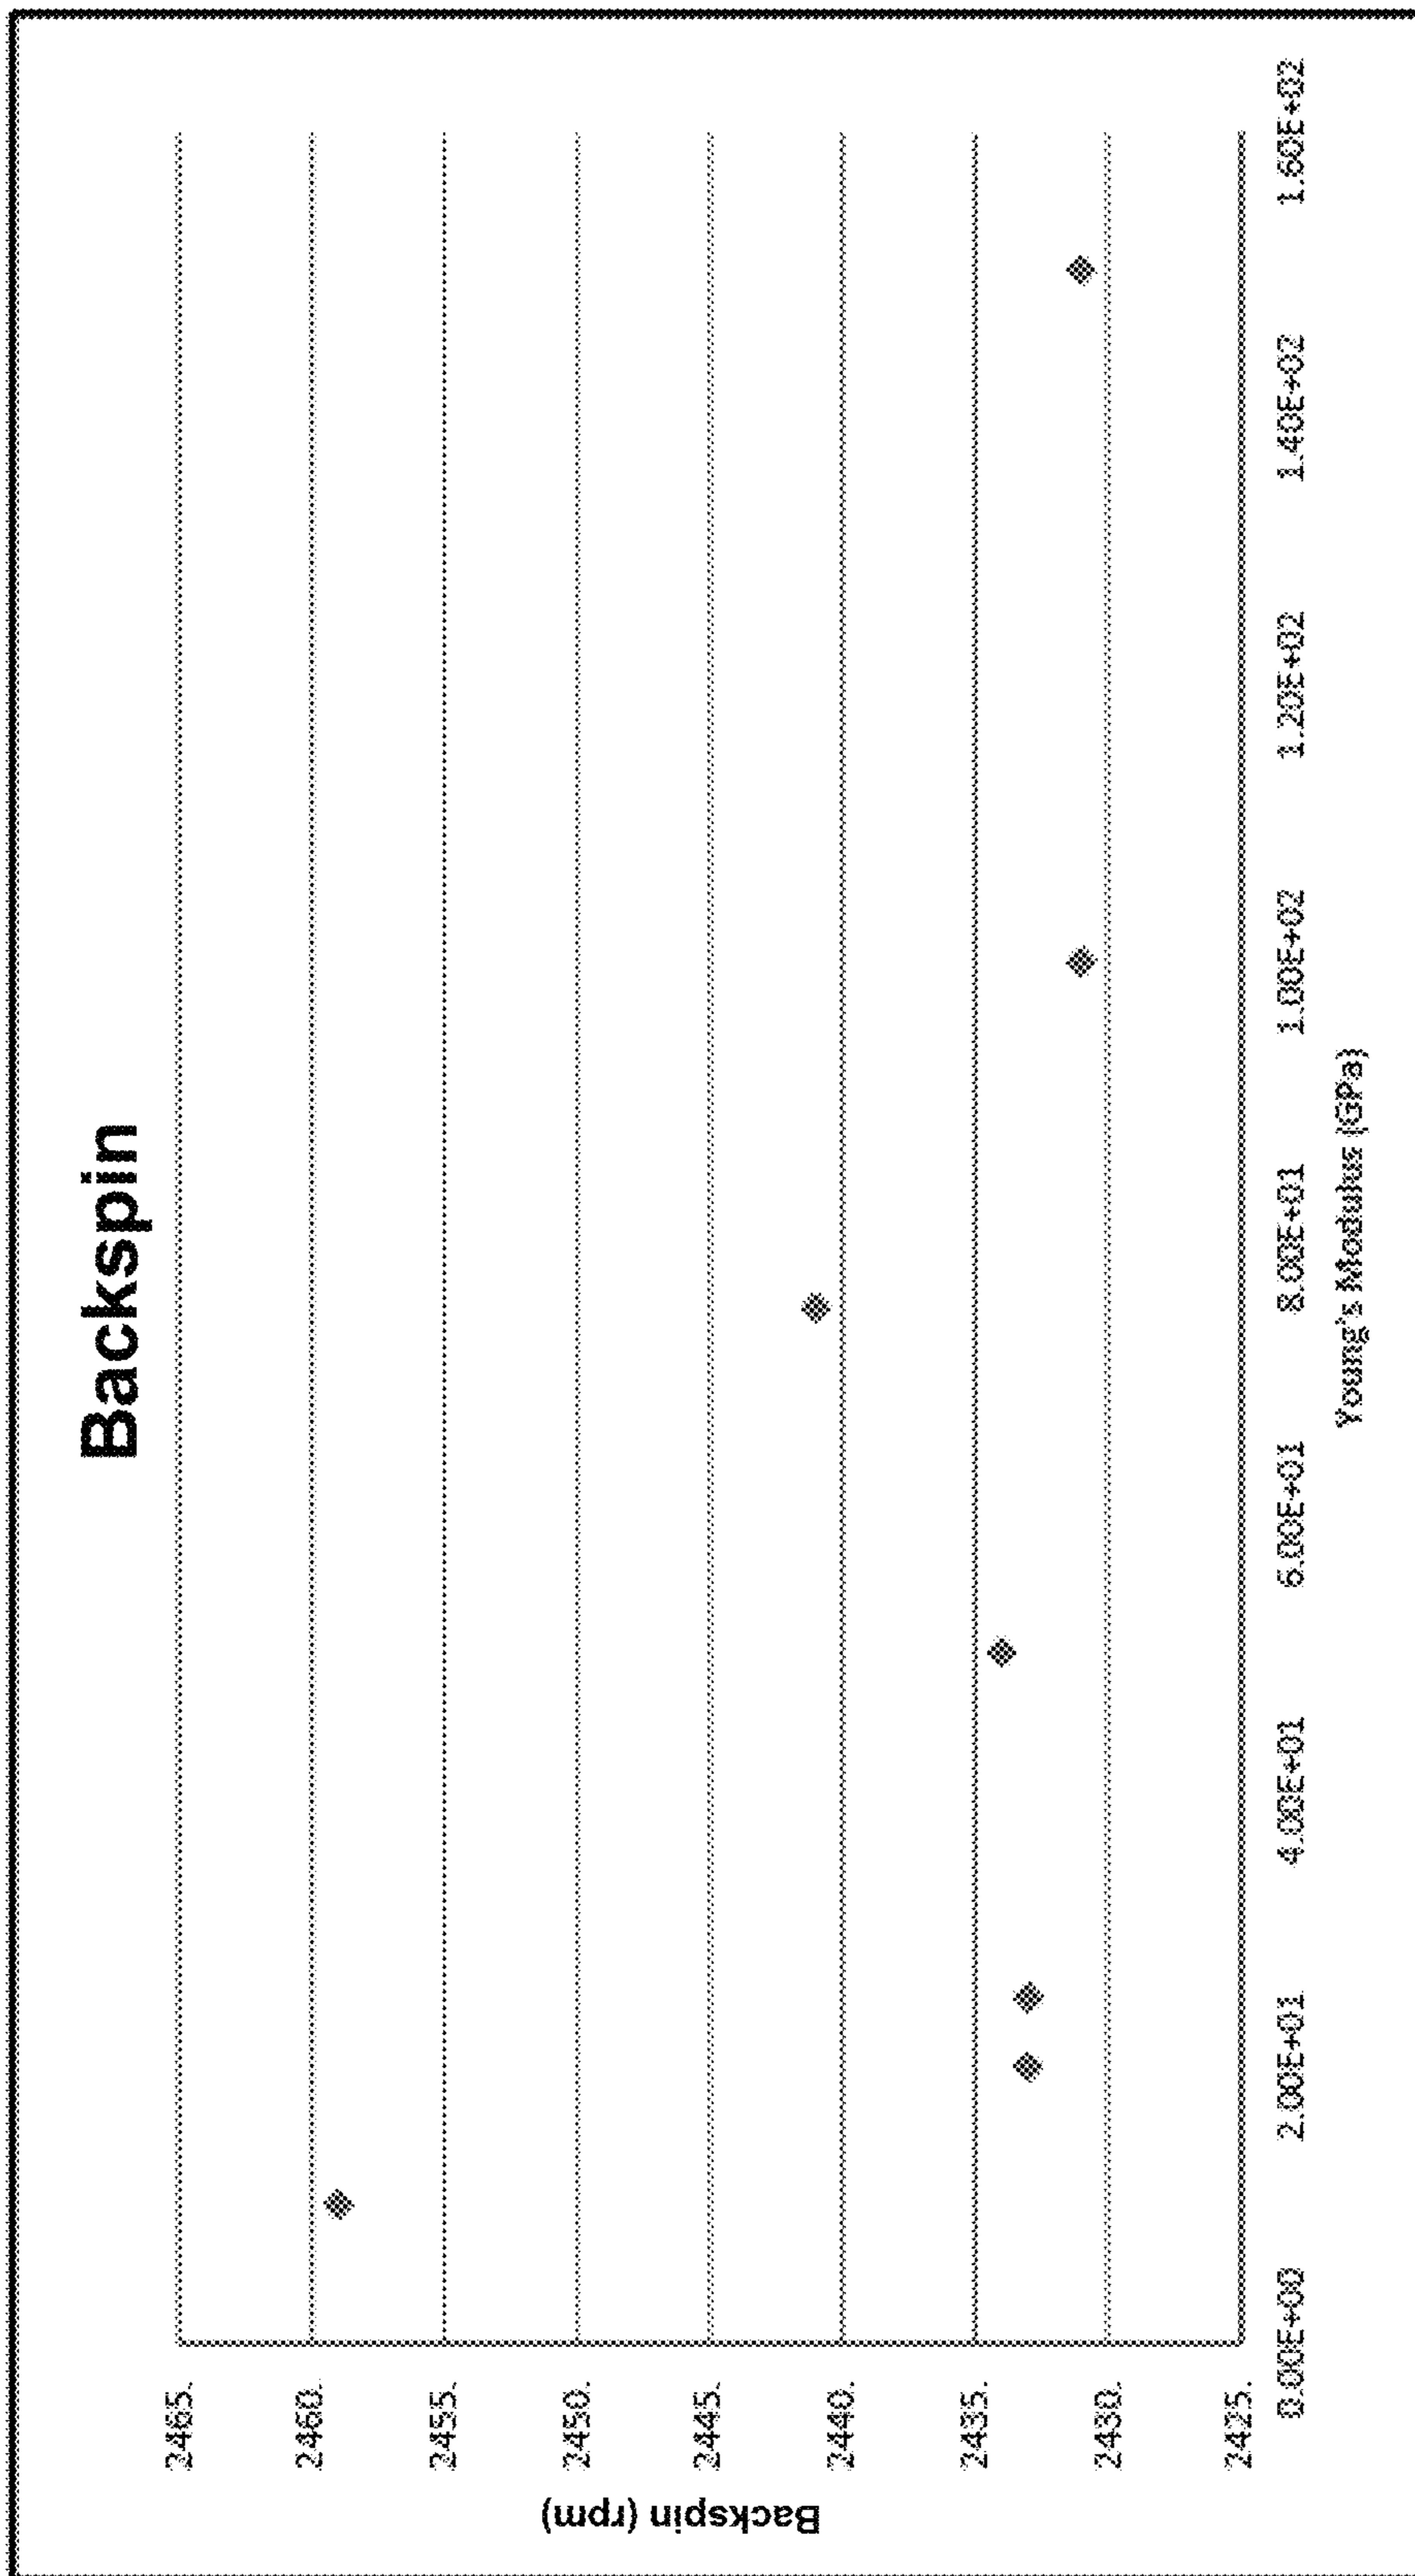 Backspin
2465.
2460.
2455.
2450.
2445.
2440.
2435.
2430.
2425.
Backspin (rpm)
0.00E+00 2.00E+01 4.00E+01 6.00E+01 8.00E+01 1.00E+02 1.20E+02 1.40E+02 1.60E+02
Young's Modulus (GPa)